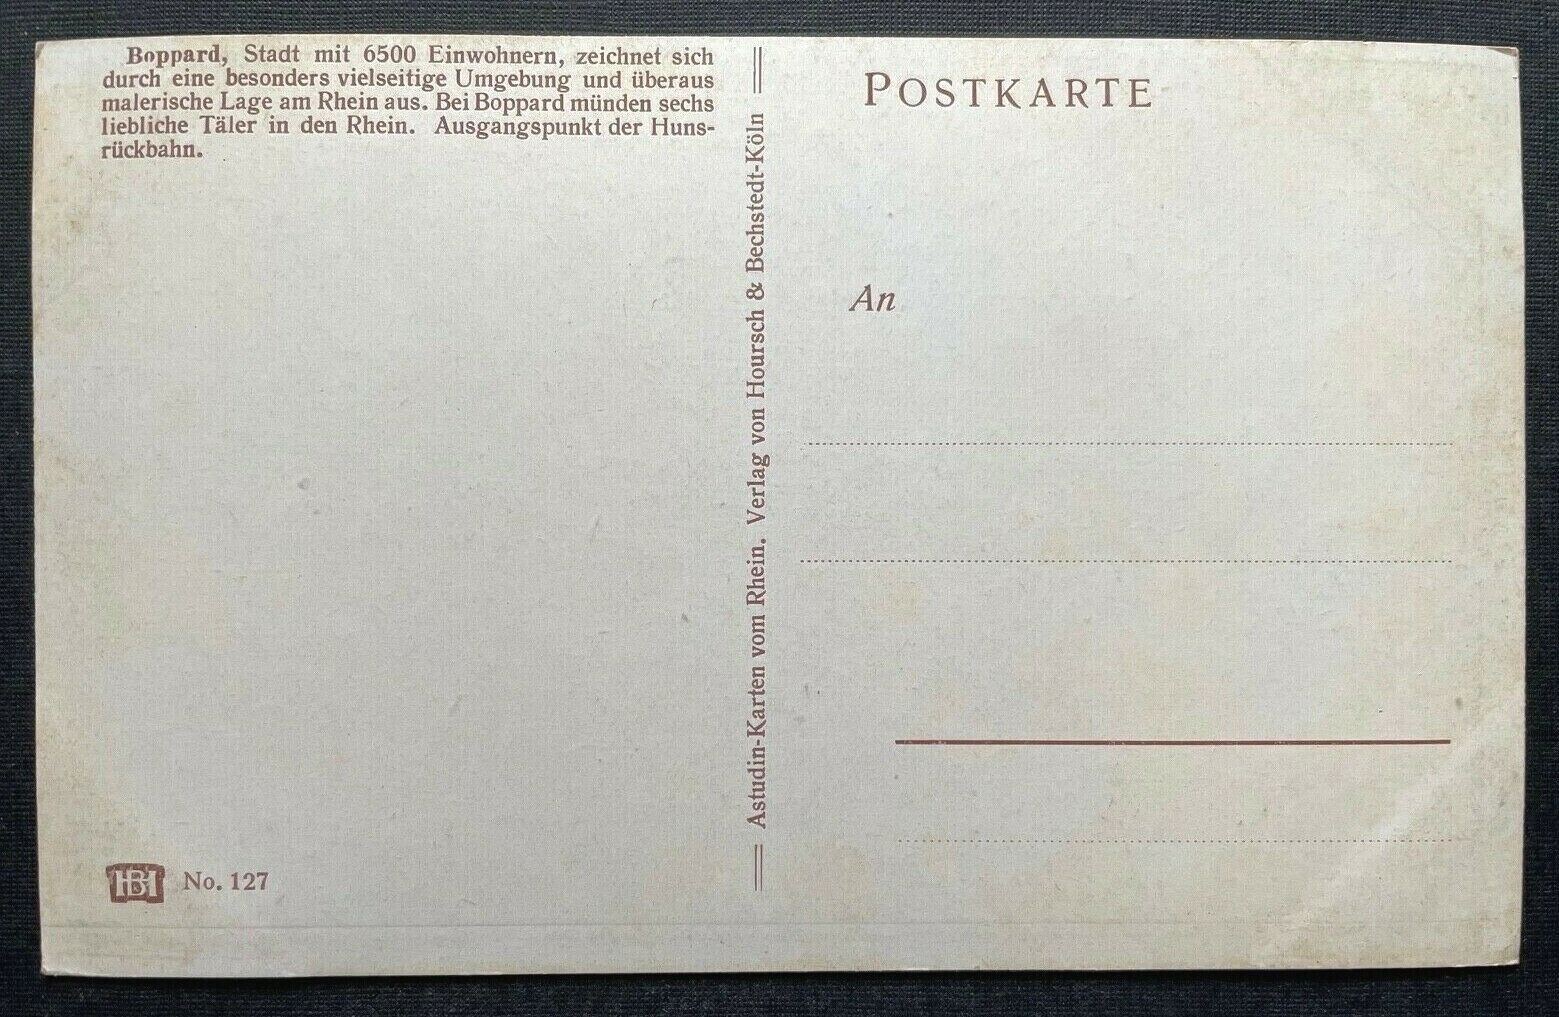 Boppard, Stadt mit 6500 Einwohnern, zeichnet sich
durch eine besonders vielseitige Umgebung und überaus
malerische Lage am Rhein aus. Bei Boppard münden sechs
liebliche Täler in den Rhein. Ausgangspunkt der Huns-
rückbahn.
HB
No. 127
Astudin-Karten vom Rhein. Verlag von Hoursch & Bechstedt-Köln
POSTKARTE
An